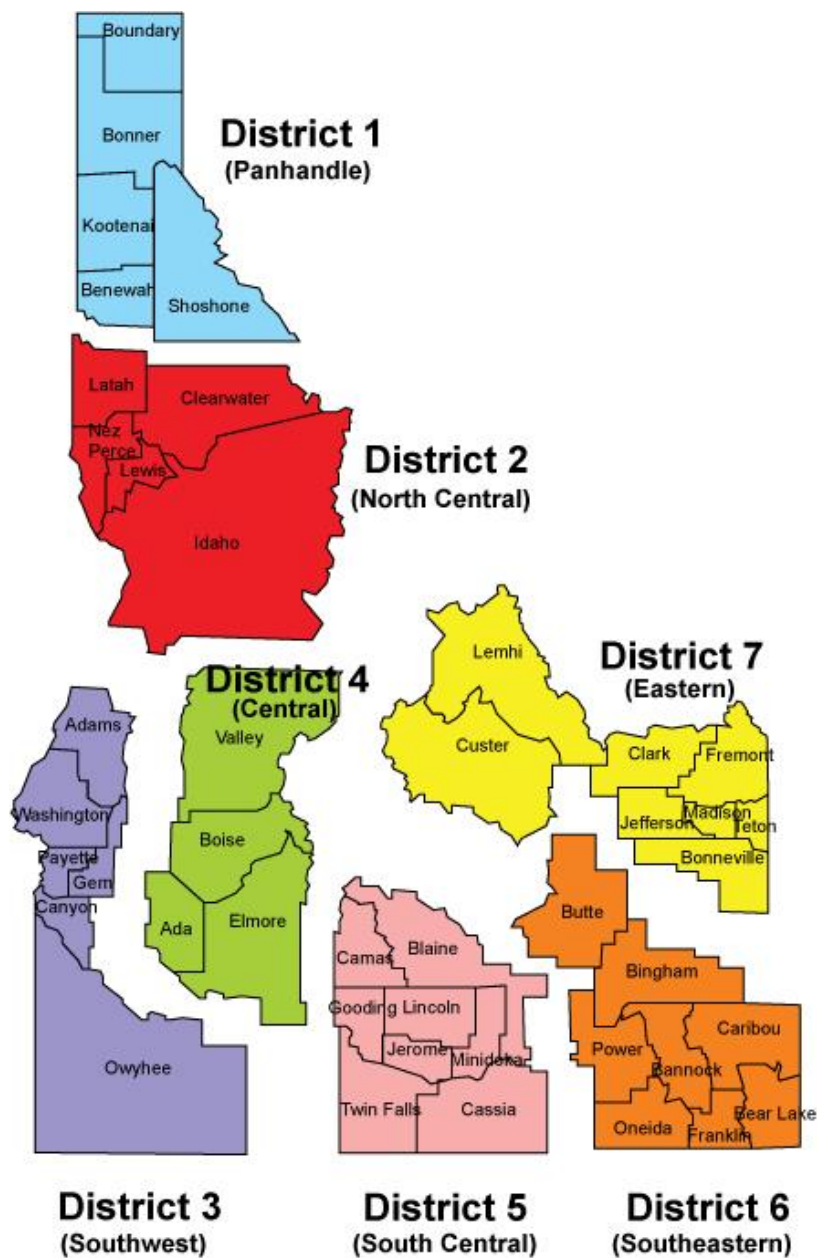 Boundary
Bonner
District 1
(Panhandle)
Kootenai
Benewah
Shoshone
Latah
Clearwater
Nez
Perce
Lewis
District 2
(North Central)
Idaho
Lemhi
District 7
(Eastern)
District 4
(Central)
Adams
Valley
Custer
Clark
Fremont
Washington
Madison
Jefferson
Teton
Boise
Payette
Bonneville
Gem
Canyon
Butte
Ada
Elmore
Blaine
Camas
Bingham
Gooding
Lincoln
Caribou
Jerome
Minidoka
Power
Bannock
Owyhee
Twin Falls
Cassia
Bear Lake
Oneida
Franklin
District 3
(Southwest)
District 5
(South Central)
District 6
(Southeastern)